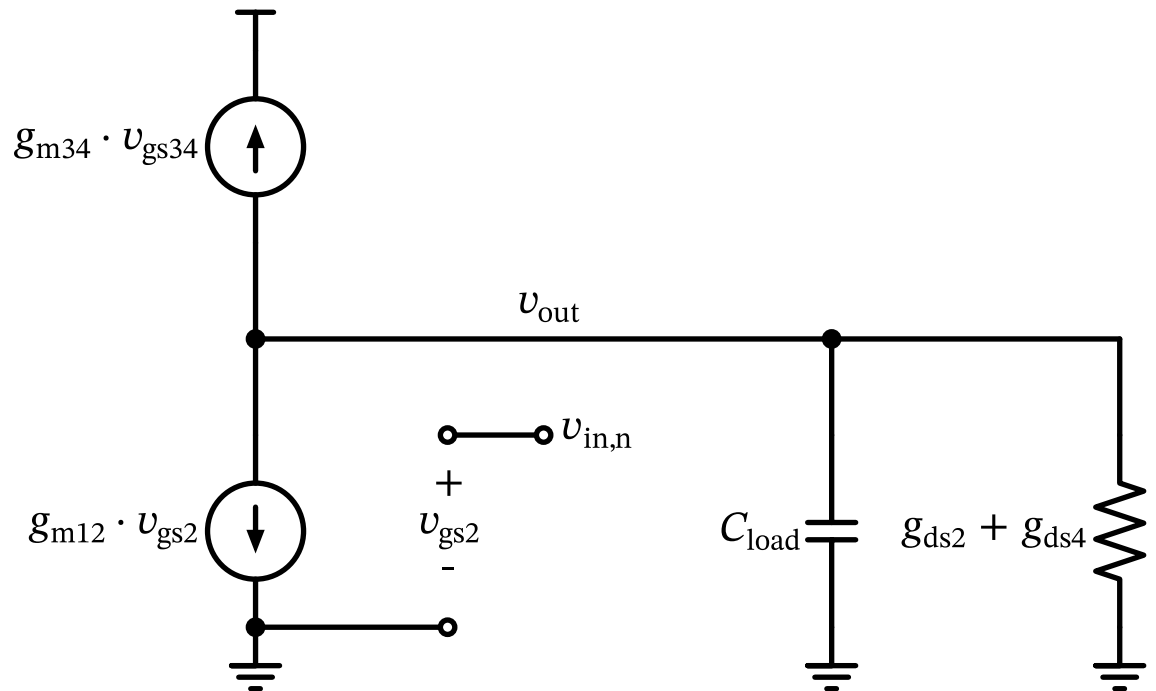 g_m34 · v_gs34
v_out
v_in,n
+
g_m12 · v_gs2
v_gs2
-
C_load
g_ds2 + g_ds4